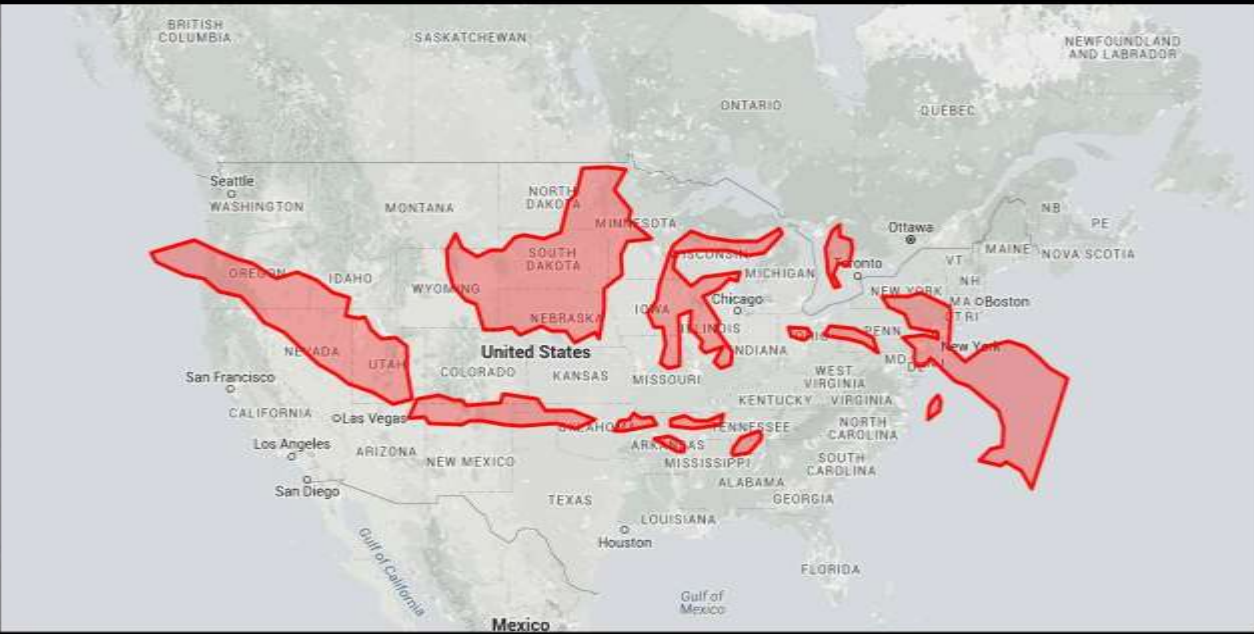 BRITISH
COLUMBIA
SASKATCHEWAN
NEWFOUNDLAND
AND LABRADOR
ONTARIO
QUEBEC
Seattle
WASHINGTON
MONTANA
NORTH
DAKOTA
MINNESOTA
Ottawa
NB
PE
MAINE
NOVA SCOTIA
OREGON
IDAHO
WYOMING
SOUTH
DAKOTA
WISCONSIN
MICHIGAN
Toronto
VT
NH
NEW YORK
MA
Boston
CT RI
NEBRASKA
IOWA
Chicago
ILLINOIS
INDIANA
OHIO
PENN
New York
MD
NEVADA
UTAH
United States
COLORADO
KANSAS
MISSOURI
WEST
VIRGINIA
KENTUCKY
VIRGINIA
San Francisco
CALIFORNIA
Las Vegas
OKLAHOMA
TENNESSEE
NORTH
CAROLINA
Los Angeles
ARIZONA
NEW MEXICO
ARKANSAS
MISSISSIPPI
SOUTH
CAROLINA
San Diego
ALABAMA
TEXAS
GEORGIA
LOUISIANA
Houston
Gulf of California
FLORIDA
Gulf of
Mexico
Mexico